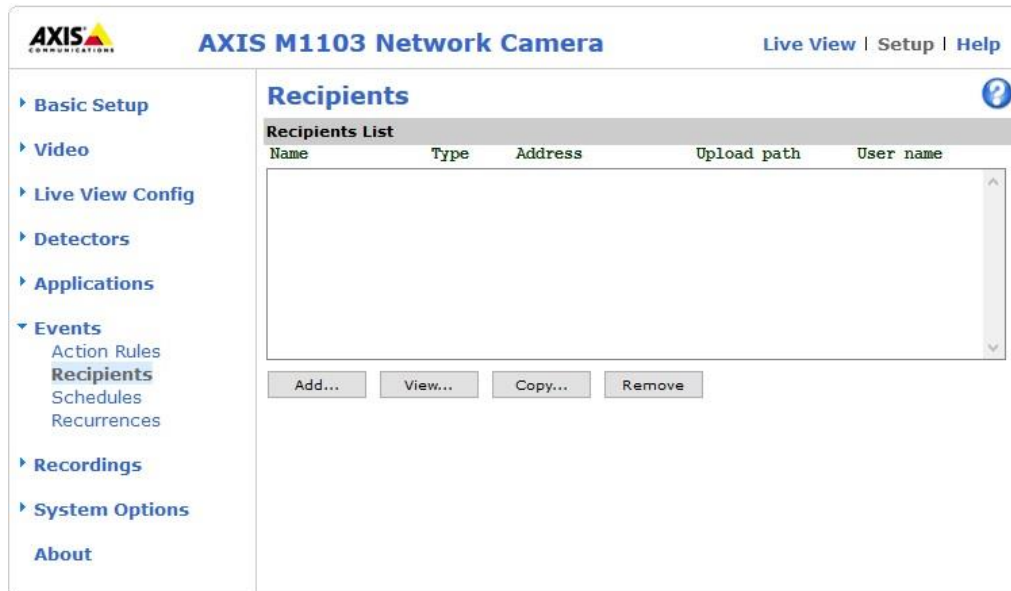 AXIS
COMMUNICATIONS
AXIS M1103 Network Camera
Live View | Setup | Help
Basic Setup
Video
Live View Config
Detectors
Applications
Events
Action Rules
Recipients
Schedules
Recurrences
Recordings
System Options
About
Recipients
?
Recipients List
Name Type Address Upload path User name
Add... View... Copy... Remove